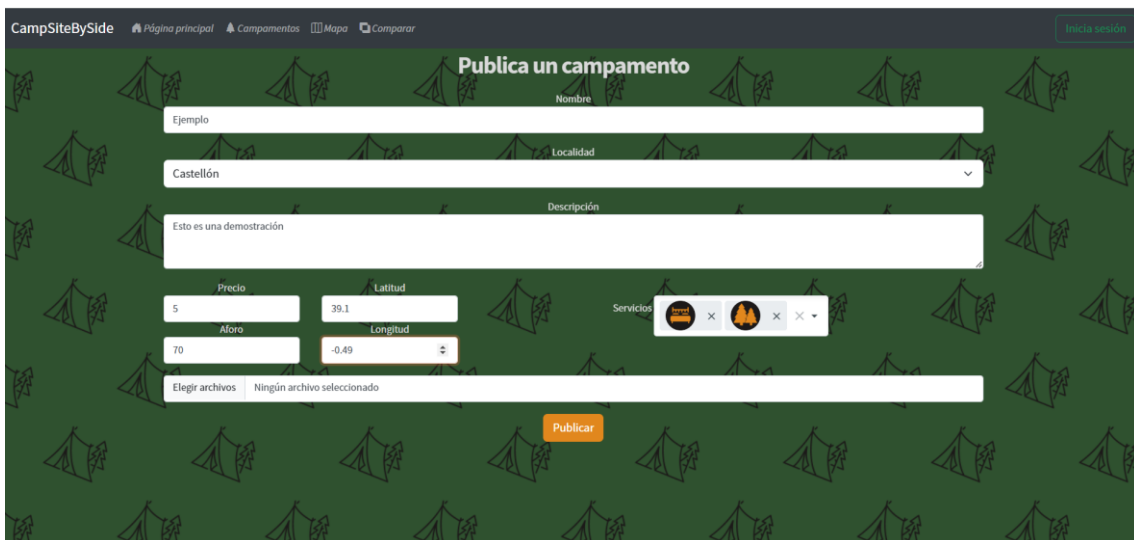 CampSiteBySide Página principal Campamentos Mapa Comparar Inicia sesión
Publica un campamento
Nombre
Ejemplo
Localidad
Castellón
Descripción
Esto es una demostración
Precio Latitud
5 39.1
Servicios
Aforo Longitud
70 -0.49
Elegir archivos Ningún archivo seleccionado
Publicar